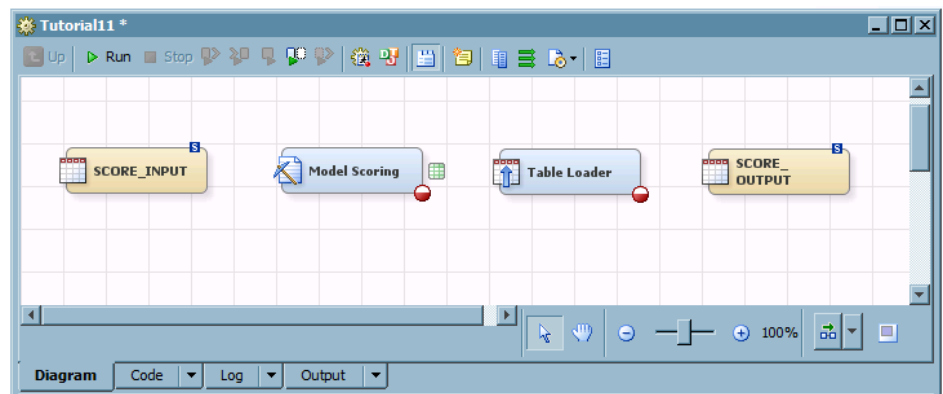 Tutorial11 *
Up Run Stop
S S
SCORE_INPUT Model Scoring Table Loader SCORE_
OUTPUT
100%
Diagram Code Log Output